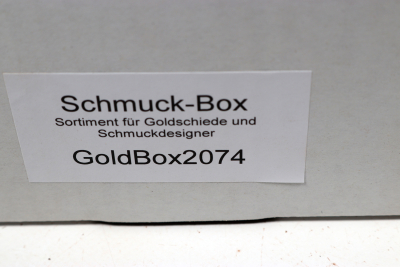 Schmuck-Box
Sortiment für Goldschiede und
Schmuckdesigner
GoldBox2074